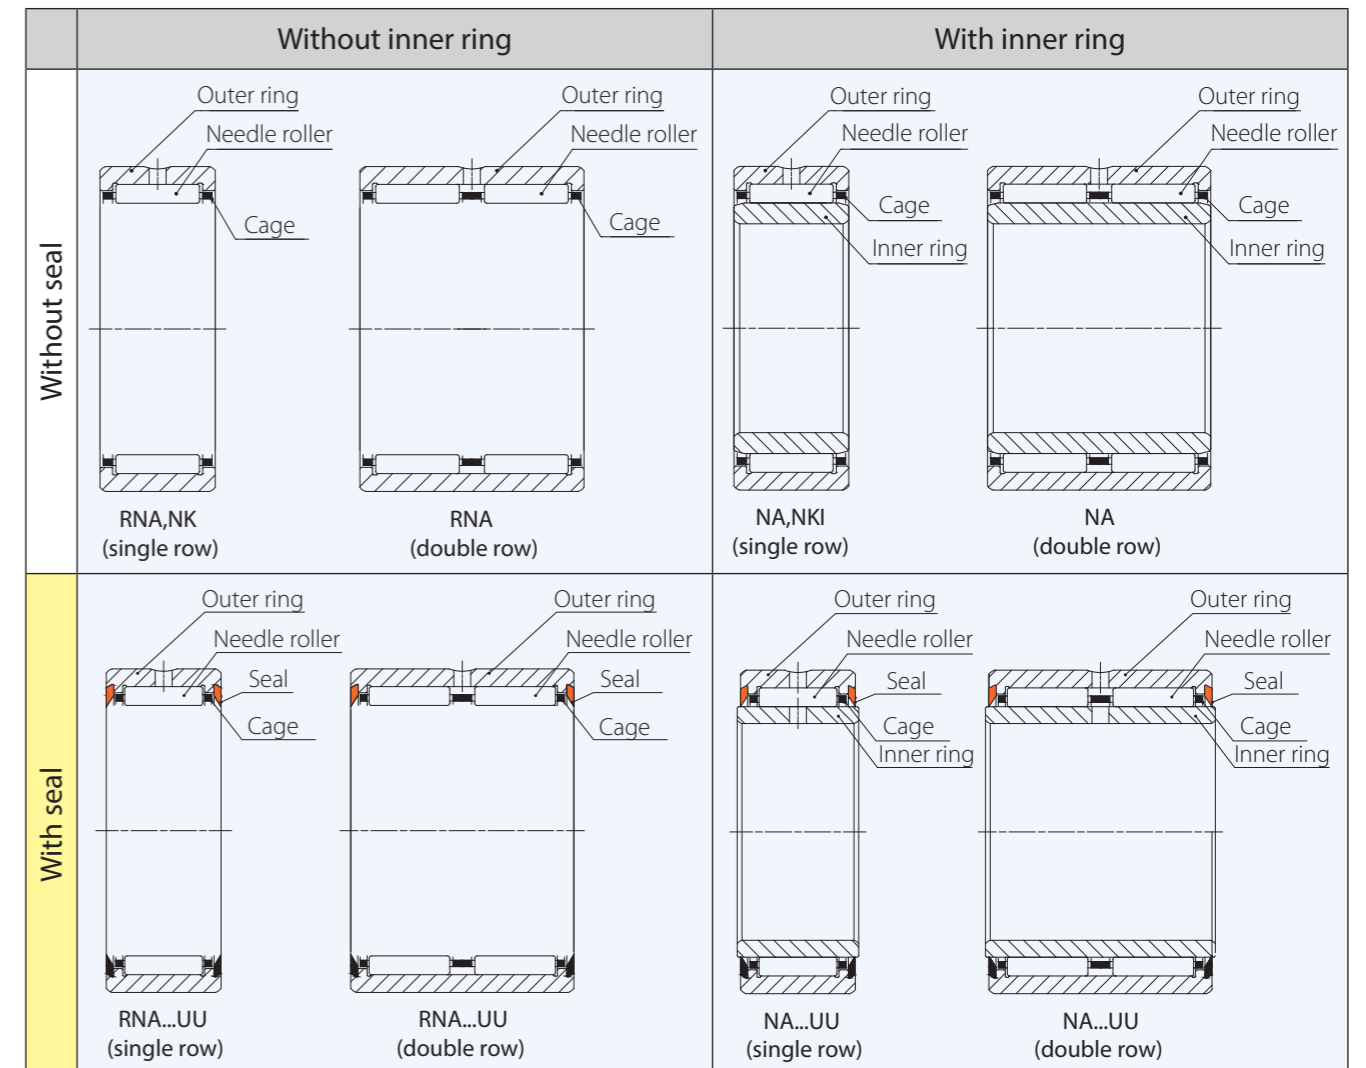 Without inner ring
With inner ring
Without seal
Outer ring
Needle roller
Cage
RNA,NK
(single row)
Outer ring
Needle roller
Cage
RNA
(double row)
Outer ring
Needle roller
Cage
Inner ring
NA,NKI
(single row)
Outer ring
Needle roller
Cage
Inner ring
NA
(double row)
With seal
Outer ring
Needle roller
Seal
Cage
RNA...UU
(single row)
Outer ring
Needle roller
Seal
Cage
RNA...UU
(double row)
Outer ring
Needle roller
Seal
Cage
Inner ring
NA...UU
(single row)
Outer ring
Needle roller
Seal
Cage
Inner ring
NA...UU
(double row)